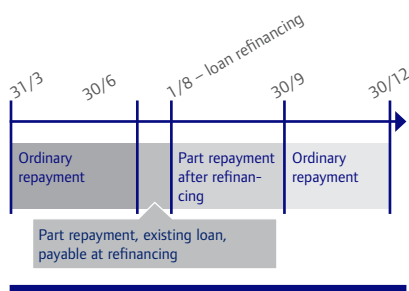 31/3
30/6
1/8 – loan refinancing
30/9
30/12
Ordinary
repayment
Part repayment
after refinan-
cing
Ordinary
repayment
Part repayment, existing loan,
payable at refinancing